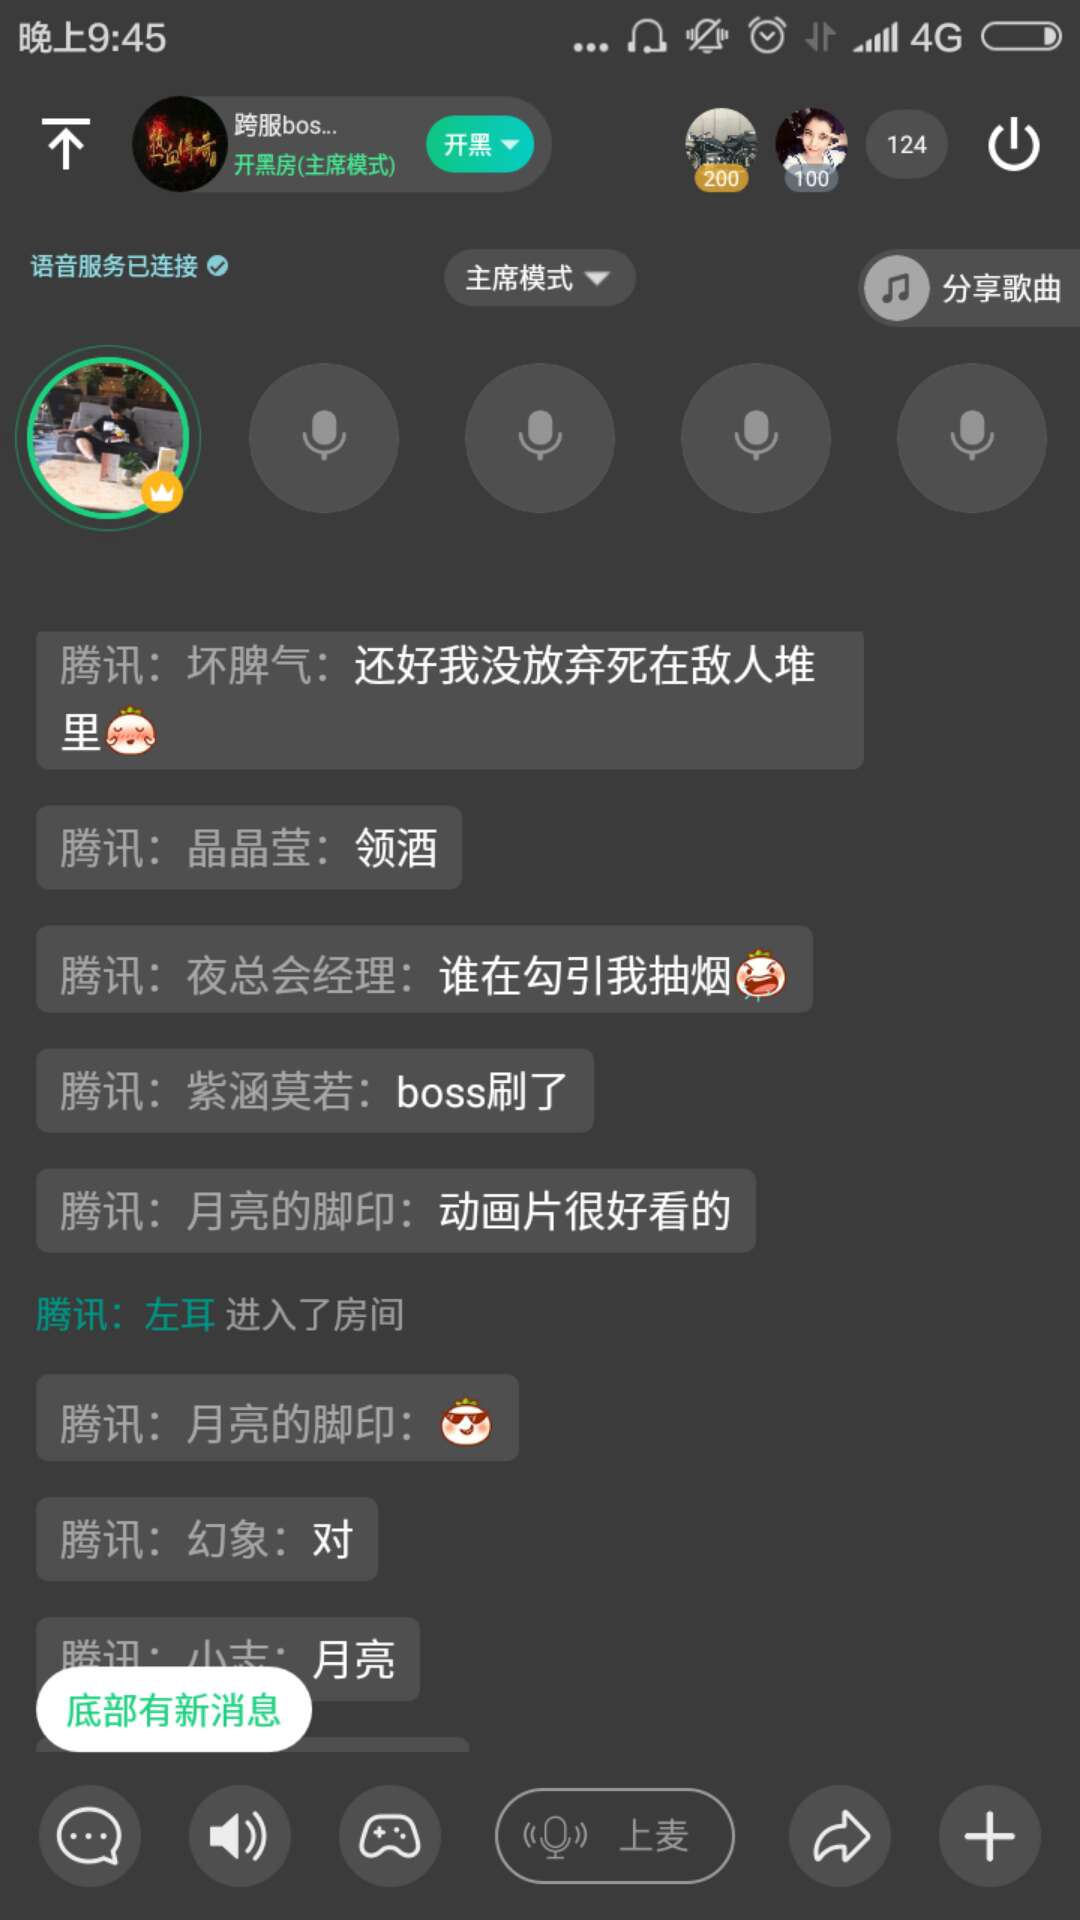 晚上9:45
4G
热血传奇
跨服bos...
开黑房(主席模式)
开黑
200
100
124
语音服务已连接
主席模式
分享歌曲
腾讯：坏脾气：还好我没放弃死在敌人堆
里
腾讯：晶晶莹：领酒
腾讯：夜总会经理：谁在勾引我抽烟
腾讯：紫涵莫若：boss刷了
腾讯：月亮的脚印：动画片很好看的
腾讯：左耳 进入了房间
腾讯：月亮的脚印：
腾讯：幻象：对
腾讯：小志：月亮
底部有新消息
上麦